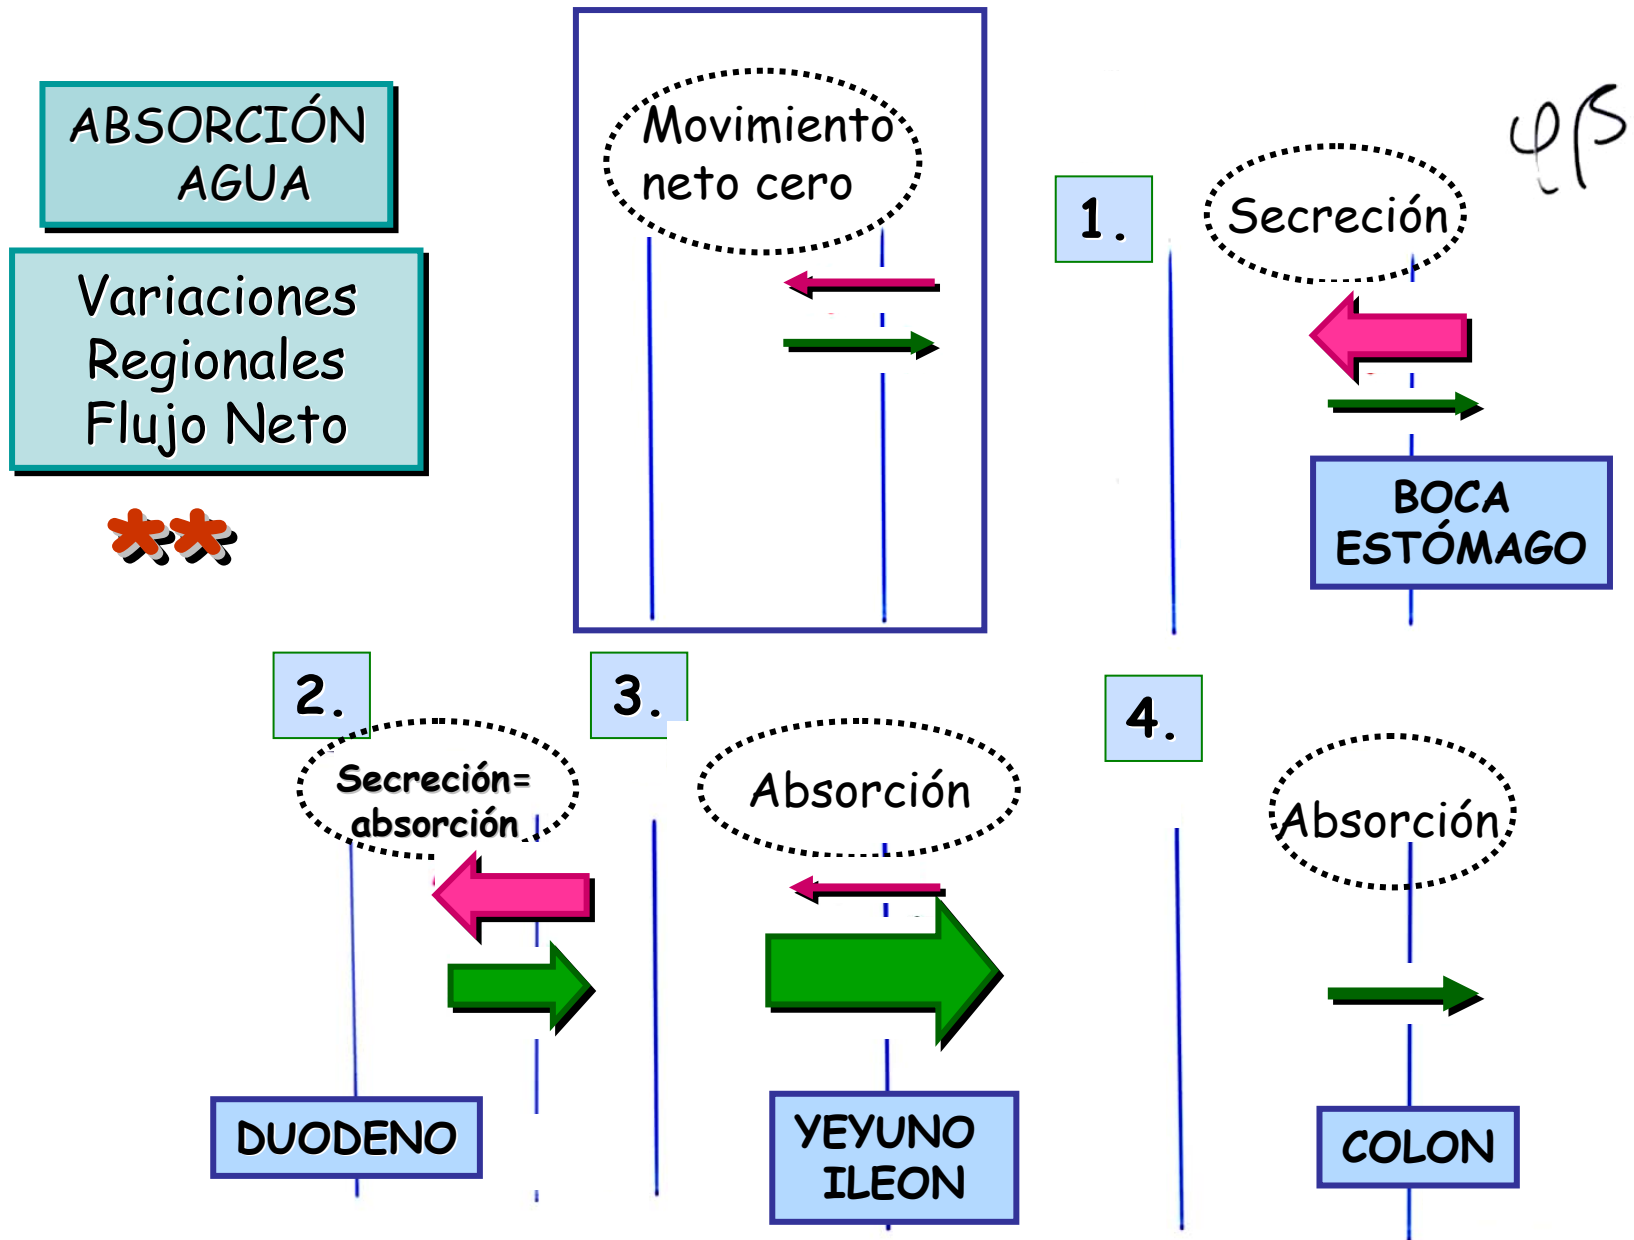 ABSORCIÓN
AGUA
Variaciones
Regionales
Flujo Neto
**
Movimiento
neto cero
1.
Secreción
BOCA
ESTÓMAGO
2.
Secreción=
absorción
DUODENO
3.
Absorción
YEYUNO
ILEON
4.
Absorción
COLON